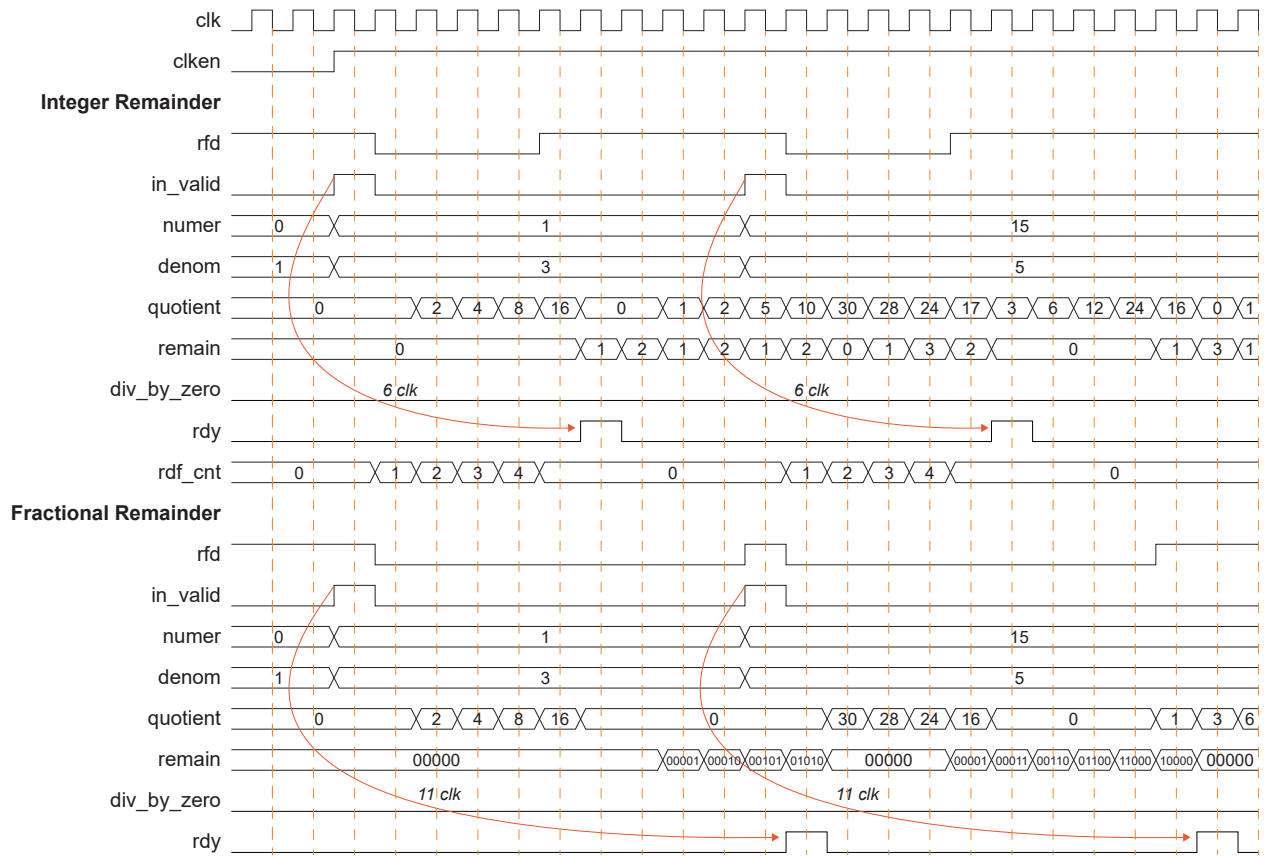 clk
clken
Integer Remainder
rfd
in_valid
numer 0 1 15
denom 1 3 5
quotient 0 2 4 8 16 0 1 2 5 10 30 28 24 17 3 6 12 24 16 0 1
remain 0 1 2 1 2 1 2 0 1 3 2 0 1 3 1
div_by_zero 6 clk 6 clk
rdy
rdf_cnt 0 1 2 3 4 0 1 2 3 4 0
Fractional Remainder
rfd
in_valid
numer 0 1 15
denom 1 3 5
quotient 0 2 4 8 16 0 30 28 24 16 0 1 3 6
remain 00000 00001 00010 00101 01010 00000 00001 00011 00110 01100 11000 10000 00000
div_by_zero 11 clk 11 clk
rdy